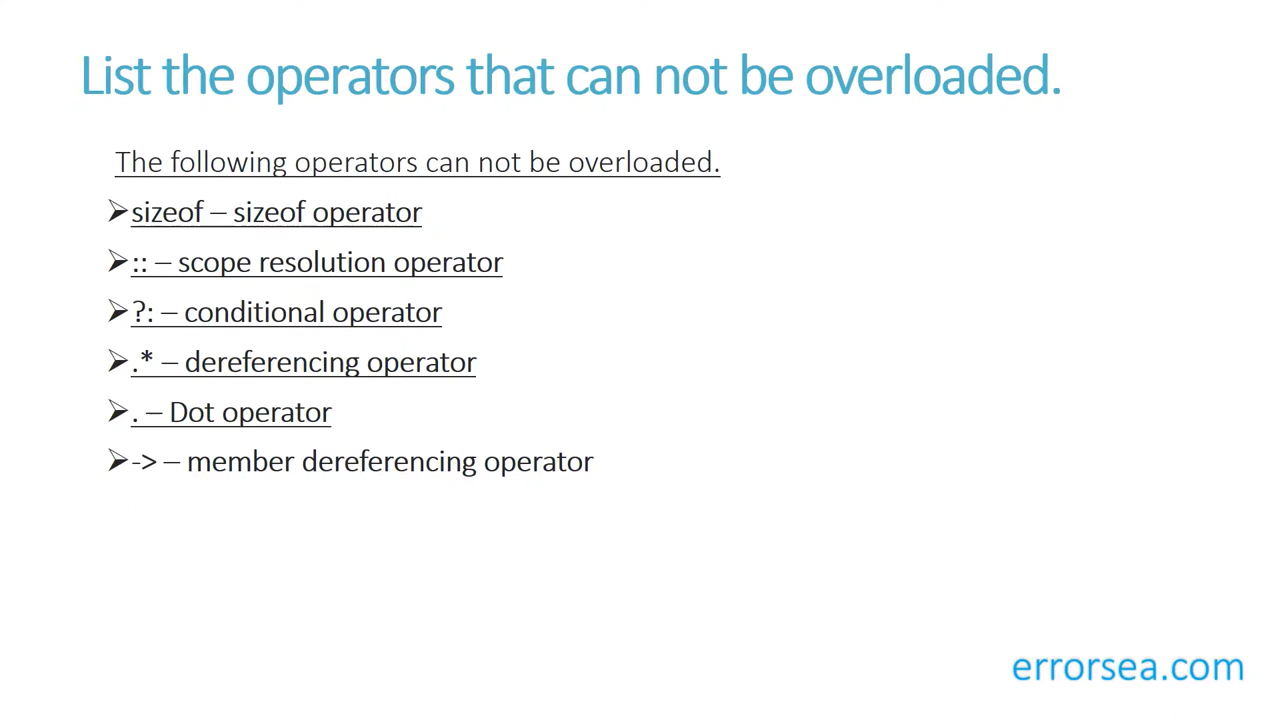 List the operators that can not be overloaded.
The following operators can not be overloaded.
➢sizeof – sizeof operator
➢:: – scope resolution operator
➢?: – conditional operator
➢.* – dereferencing operator
➢. – Dot operator
➢-> – member dereferencing operator
errorsea.com